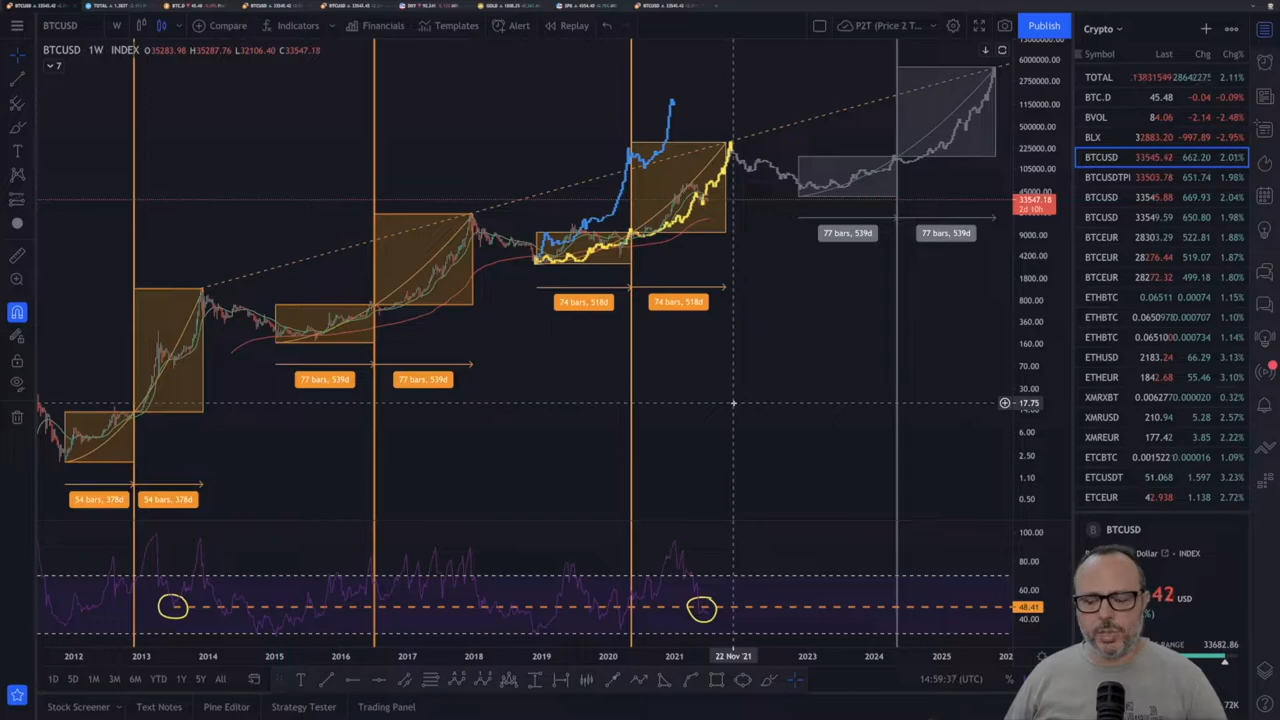 BTCUSD W Compare Indicators Financials Templates Alert Replay P2T (Price 2 T... Publish
BTCUSD 1W INDEX O35283.98 H35287.76 L32106.40 C33547.18
7
77 bars, 539d 77 bars, 539d
74 bars, 518d 74 bars, 518d
77 bars, 539d 77 bars, 539d
54 bars, 378d 54 bars, 378d
6000000.00
2750000.00
1150000.00
500000.00
225000.00
105000.00
45000.00
33547.18
2d 10h
9000.00
4200.00
1800.00
800.00
360.00
160.00
70.00
30.00
17.75
6.00
2.50
1.10
0.50
100.00
80.00
60.00
48.41
40.00
2012 2013 2014 2015 2016 2017 2018 2019 2020 2021 22 Nov '21 2023 2024 2025
1D 5D 1M 3M 6M YTD 1Y 5Y All
14:59:37 (UTC) %
Stock Screener Text Notes Pine Editor Strategy Tester Trading Panel
Crypto
Symbol Last Chg Chg%
TOTAL .13831549 28642275 2.11%
BTC.D 45.48 −0.04 −0.09%
BVOL 84.06 −2.14 −2.48%
BLX 32883.20 −997.89 −2.95%
BTCUSD 33545.42 662.20 2.01%
BTCUSDTPI 33503.78 651.74 1.98%
BTCUSD 33545.88 669.93 2.04%
BTCUSD 33549.59 650.80 1.98%
BTCEUR 28303.29 522.81 1.88%
BTCEUR 28276.44 519.07 1.87%
BTCEUR 28272.32 499.18 1.80%
ETHBTC 0.06511 0.00074 1.15%
ETHBTC 0.0650970.000707 1.10%
ETHBTC 0.0651000.000737 1.14%
ETHUSD 2183.24 66.29 3.13%
ETHEUR 1842.68 55.46 3.10%
XMRXBT 0.0062770.000020 0.32%
XMRUSD 210.94 5.28 2.57%
XMREUR 177.42 3.85 2.22%
ETCBTC 0.0015220.000016 1.09%
ETCUSDT 51.068 1.597 3.23%
ETCEUR 42.938 1.138 2.72%
BTCUSD
Dollar INDEX
42 USD
RANGE 33682.86
72K